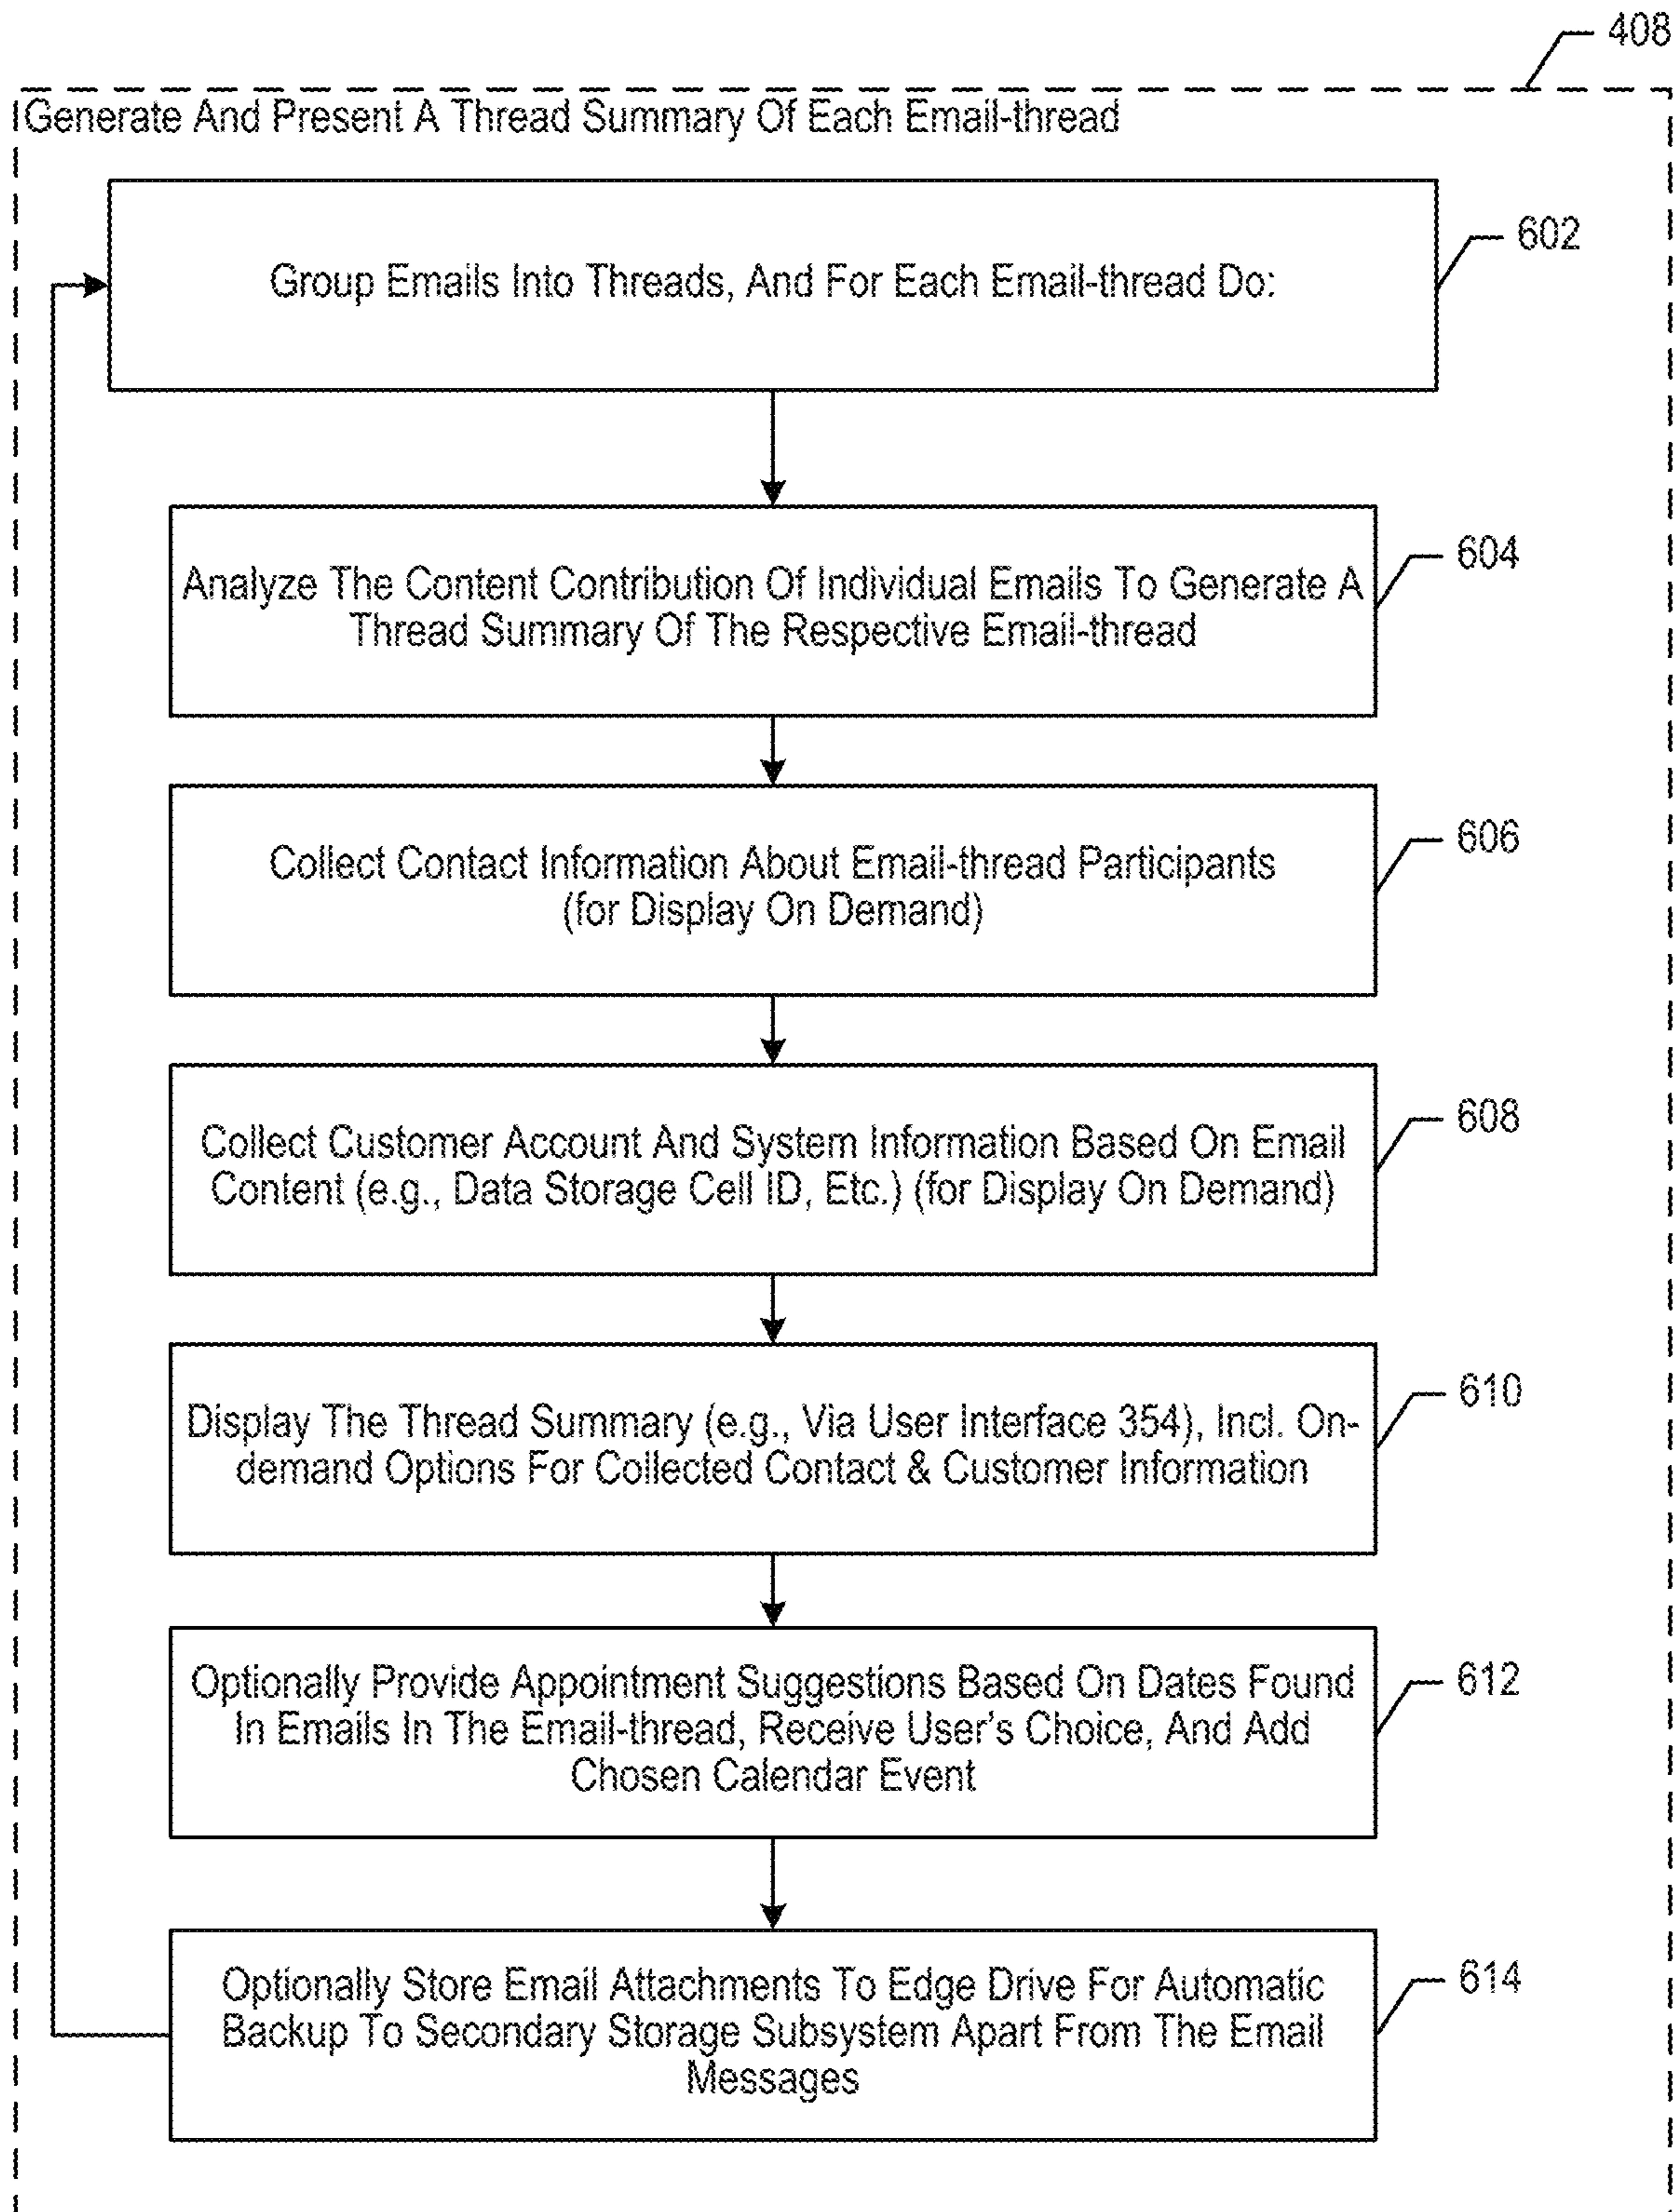 408
Generate And Present A Thread Summary Of Each Email-thread
602
Group Emails Into Threads, And For Each Email-thread Do:
604
Analyze The Content Contribution Of Individual Emails To Generate A
Thread Summary Of The Respective Email-thread
606
Collect Contact Information About Email-thread Participants
(for Display On Demand)
608
Collect Customer Account And System Information Based On Email
Content (e.g., Data Storage Cell ID, Etc.) (for Display On Demand)
610
Display The Thread Summary (e.g., Via User Interface 354), Incl. On-
demand Options For Collected Contact & Customer Information
612
Optionally Provide Appointment Suggestions Based On Dates Found
In Emails In The Email-thread, Receive User's Choice, And Add
Chosen Calendar Event
614
Optionally Store Email Attachments To Edge Drive For Automatic
Backup To Secondary Storage Subsystem Apart From The Email
Messages